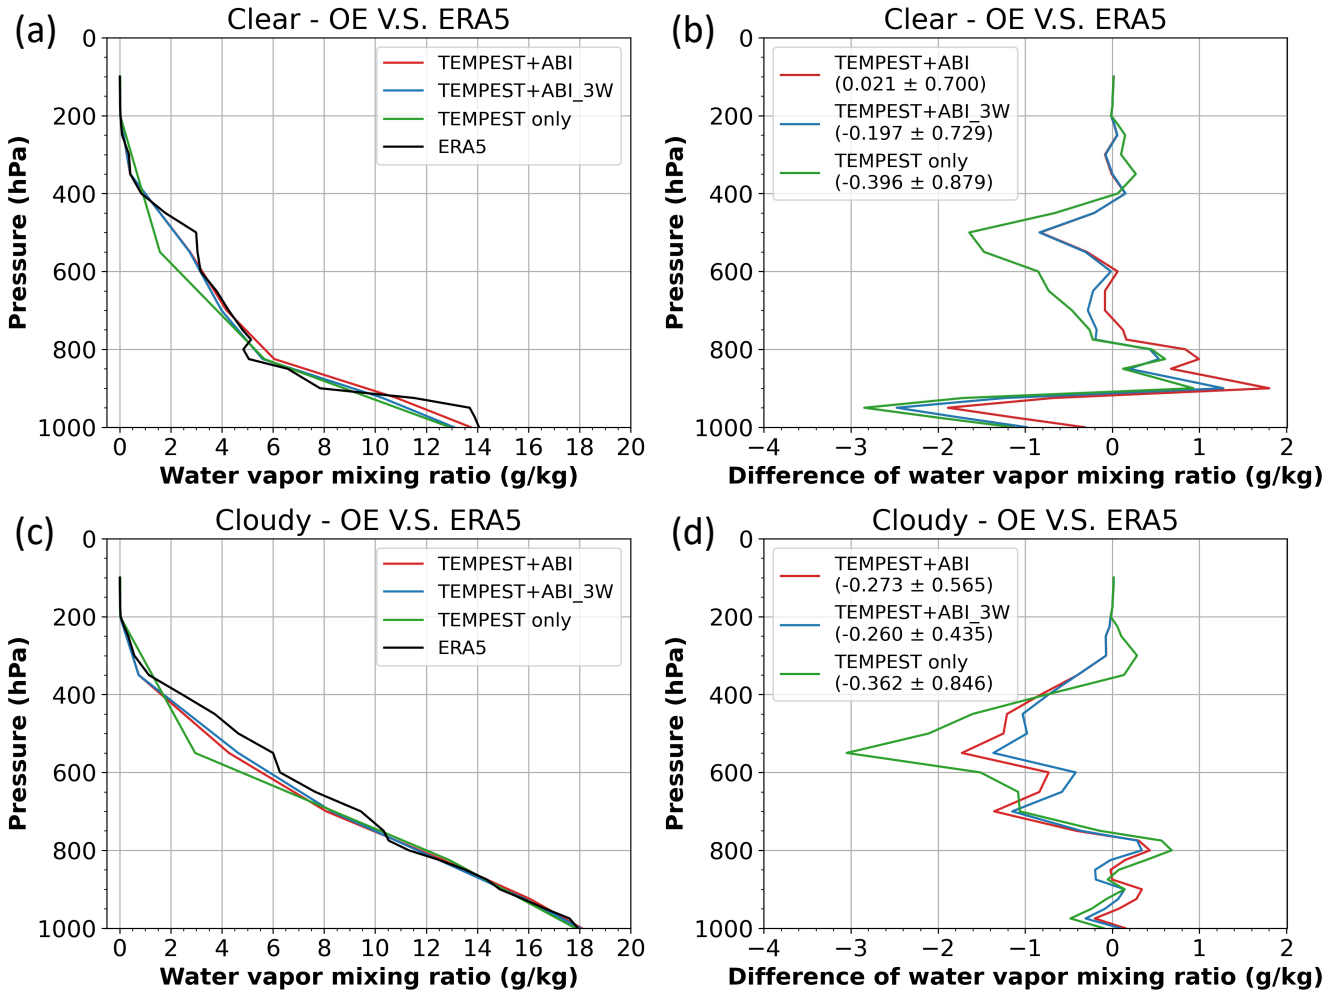 (a)
Clear - OE V.S. ERA5
0
200
400
600
800
1000
Pressure (hPa)
TEMPEST+ABI
TEMPEST+ABI_3W
TEMPEST only
ERA5
0 2 4 6 8 10 12 14 16 18 20
Water vapor mixing ratio (g/kg)
(b)
Clear - OE V.S. ERA5
0
200
400
600
800
1000
Pressure (hPa)
TEMPEST+ABI
(0.021 ± 0.700)
TEMPEST+ABI_3W
(-0.197 ± 0.729)
TEMPEST only
(-0.396 ± 0.879)
−4 −3 −2 −1 0 1 2
Difference of water vapor mixing ratio (g/kg)
(c)
Cloudy - OE V.S. ERA5
0
200
400
600
800
1000
Pressure (hPa)
TEMPEST+ABI
TEMPEST+ABI_3W
TEMPEST only
ERA5
0 2 4 6 8 10 12 14 16 18 20
Water vapor mixing ratio (g/kg)
(d)
Cloudy - OE V.S. ERA5
0
200
400
600
800
1000
Pressure (hPa)
TEMPEST+ABI
(-0.273 ± 0.565)
TEMPEST+ABI_3W
(-0.260 ± 0.435)
TEMPEST only
(-0.362 ± 0.846)
−4 −3 −2 −1 0 1 2
Difference of water vapor mixing ratio (g/kg)